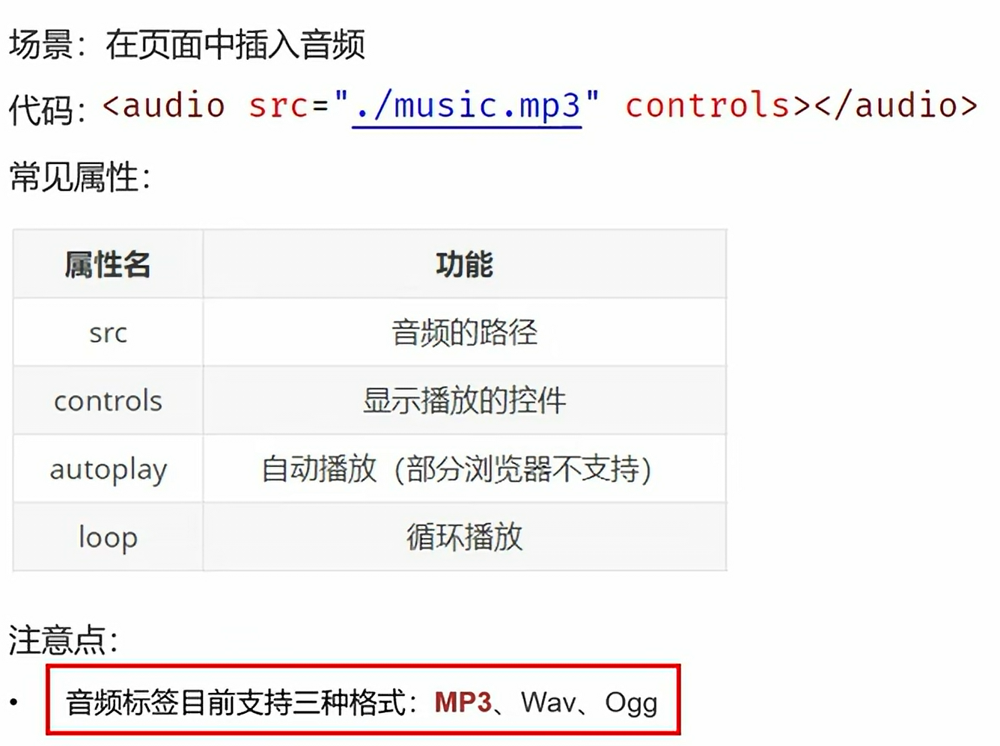 场景：在页面中插入音频
代码：<audio src="./music.mp3" controls></audio>
常见属性：
属性名 功能
src 音频的路径
controls 显示播放的控件
autoplay 自动播放（部分浏览器不支持）
loop 循环播放
注意点：
• 音频标签目前支持三种格式：MP3、Wav、Ogg